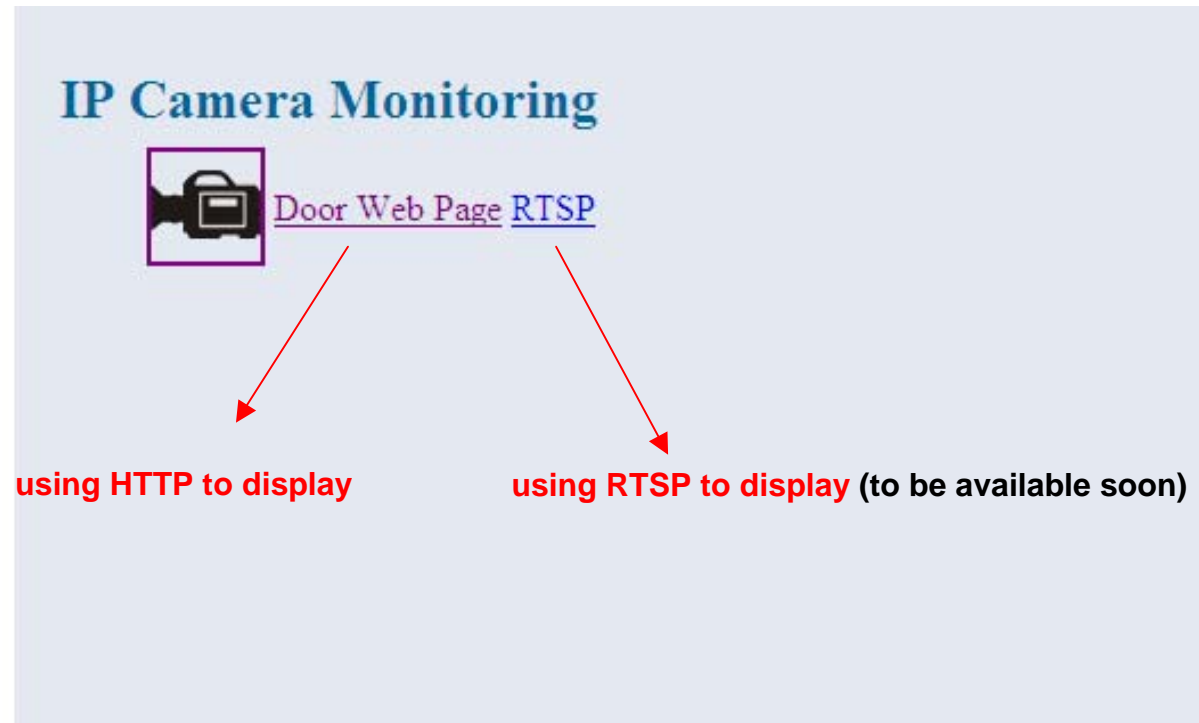 IP Camera Monitoring
Door Web Page RTSP
using HTTP to display
using RTSP to display (to be available soon)